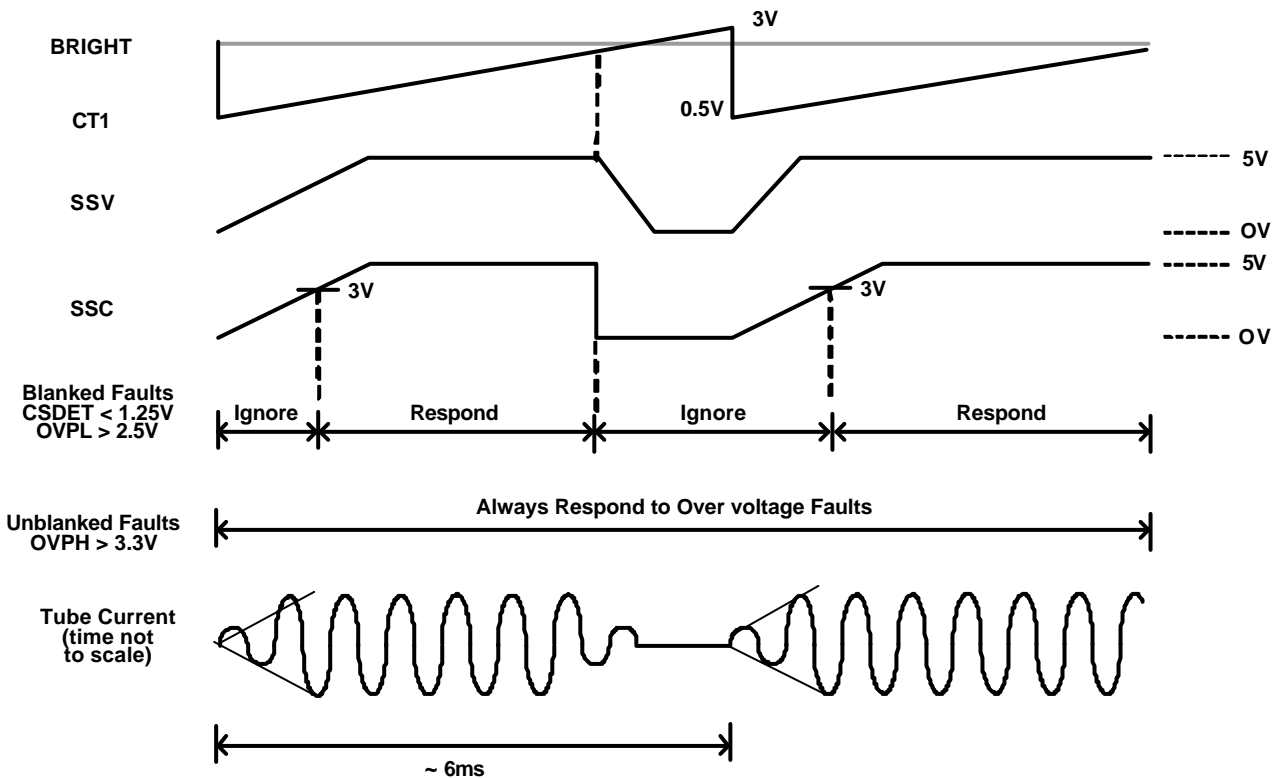 3V
BRIGHT
0.5V
CT1
5V
SSV
OV
5V
3V
3V
SSC
OV
Blanked Faults
CSDET < 1.25V
OVPL > 2.5V
Ignore
Respond
Ignore
Respond
Always Respond to Over voltage Faults
Unblanked Faults
OVPH > 3.3V
Tube Current
(time not
to scale)
~ 6ms